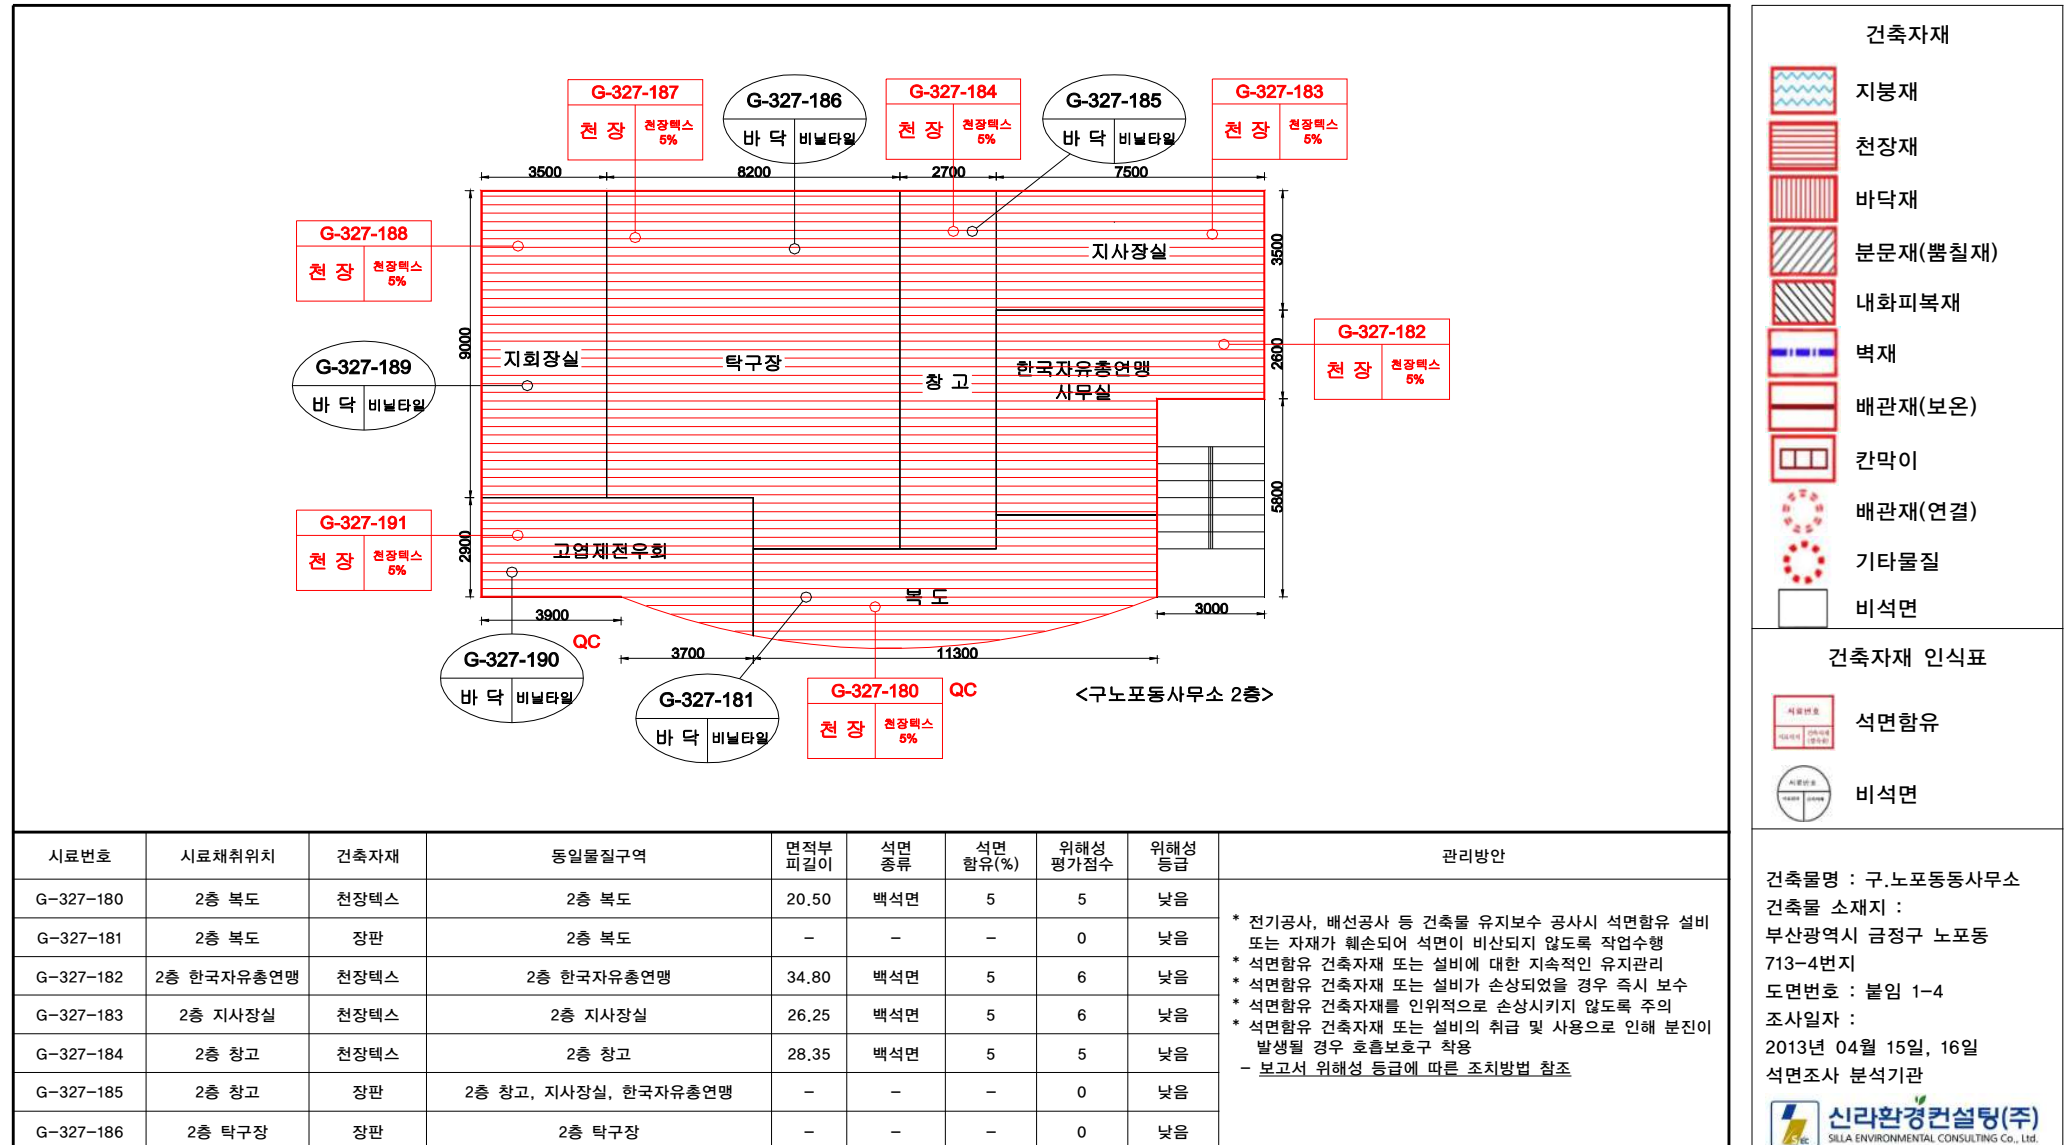 G-327-187
천 장 천장텍스 5%
G-327-186
바 닥 비닐타일
G-327-184
천 장 천장텍스 5%
G-327-185
바 닥 비닐타일
G-327-183
천 장 천장텍스 5%
3500
8200
2700
7500
G-327-188
천 장 천장텍스 5%
지사장실
3500
G-327-182
천 장 천장텍스 5%
9000
2600
G-327-189
바 닥 비닐타일
지회장실
탁구장
창 고
한국자유총연맹
사무실
5800
G-327-191
천 장 천장텍스 5%
2900
고엽제전우회
복 도
3900
3000
QC
G-327-190
바 닥 비닐타일
3700
11300
G-327-181
바 닥 비닐타일
G-327-180
천 장 천장텍스 5%
QC
<구노포동사무소 2층>
시료번호 시료채취위치 건축자재 동일물질구역 면적부피길이 석면종류 석면함유(%) 위해성평가점수 위해성등급 관리방안
G-327-180 2층 복도 천장텍스 2층 복도 20.50 백석면 5 5 낮음
G-327-181 2층 복도 장판 2층 복도 - - - 0 낮음
G-327-182 2층 한국자유총연맹 천장텍스 2층 한국자유총연맹 34.80 백석면 5 6 낮음
G-327-183 2층 지사장실 천장텍스 2층 지사장실 26.25 백석면 5 6 낮음
G-327-184 2층 창고 천장텍스 2층 창고 28.35 백석면 5 5 낮음
G-327-185 2층 창고 장판 2층 창고, 지사장실, 한국자유총연맹 - - - 0 낮음
G-327-186 2층 탁구장 장판 2층 탁구장 - - - 0 낮음
* 전기공사, 배선공사 등 건축물 유지보수 공사시 석면함유 설비
또는 자재가 훼손되어 석면이 비산되지 않도록 작업수행
* 석면함유 건축자재 또는 설비에 대한 지속적인 유지관리
* 석면함유 건축자재 또는 설비가 손상되었을 경우 즉시 보수
* 석면함유 건축자재를 인위적으로 손상시키지 않도록 주의
* 석면함유 건축자재 또는 설비의 취급 및 사용으로 인해 분진이
발생될 경우 호흡보호구 착용
- 보고서 위해성 등급에 따른 조치방법 참조
건축자재
지붕재
천장재
바닥재
분문재(뿜칠재)
내화피복재
벽재
배관재(보온)
칸막이
배관재(연결)
기타물질
비석면
건축자재 인식표
석면함유
비석면
건축물명 : 구.노포동동사무소
건축물 소재지 :
부산광역시 금정구 노포동
713-4번지
도면번호 : 붙임 1-4
조사일자 :
2013년 04월 15일, 16일
석면조사 분석기관
신라환경컨설팅(주)
SILLA ENVIRONMENTAL CONSULTING Co., Ltd.